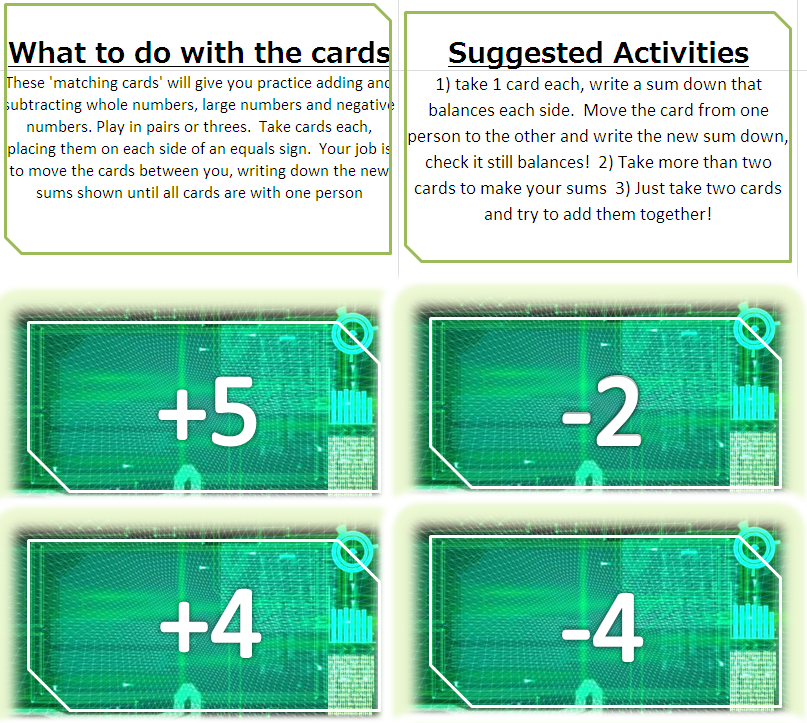 What to do with the cards
These 'matching cards' will give you practice adding and
subtracting whole numbers, large numbers and negative
numbers. Play in pairs or threes.  Take cards each,
placing them on each side of an equals sign.  Your job is
to move the cards between you, writing down the new
sums shown until all cards are with one person
Suggested Activities
1) take 1 card each, write a sum down that
balances each side.  Move the card from one
person to the other and write the new sum down,
check it still balances!  2) Take more than two
cards to make your sums  3) Just take two cards
and try to add them together!
+5
-2
+4
-4